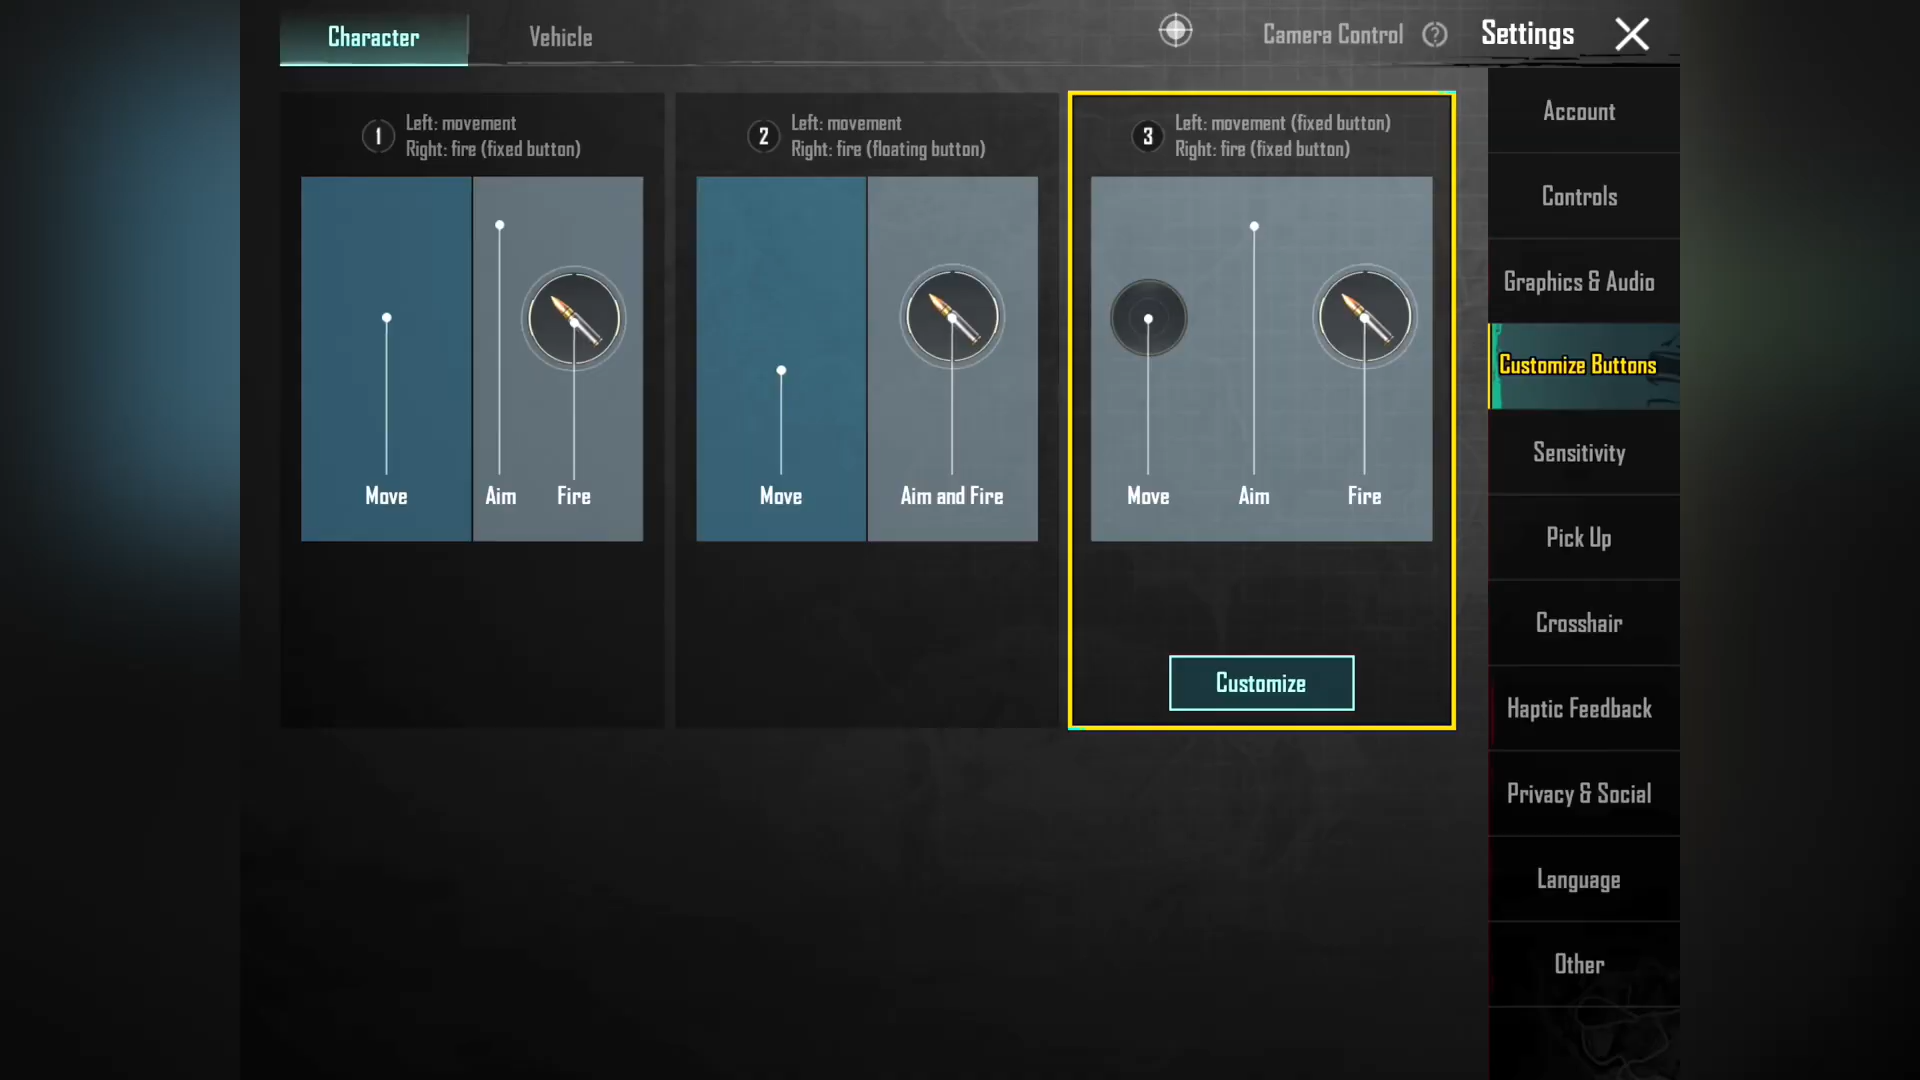 Character
Vehicle
Camera Control ?
Settings
1
Left: movement
Right: fire (fixed button)
Move
Aim
Fire
2
Left: movement
Right: fire (floating button)
Move
Aim and Fire
3
Left: movement (fixed button)
Right: fire (fixed button)
Move
Aim
Fire
Customize
Account
Controls
Graphics & Audio
Customize Buttons
Sensitivity
Pick Up
Crosshair
Haptic Feedback
Privacy & Social
Language
Other